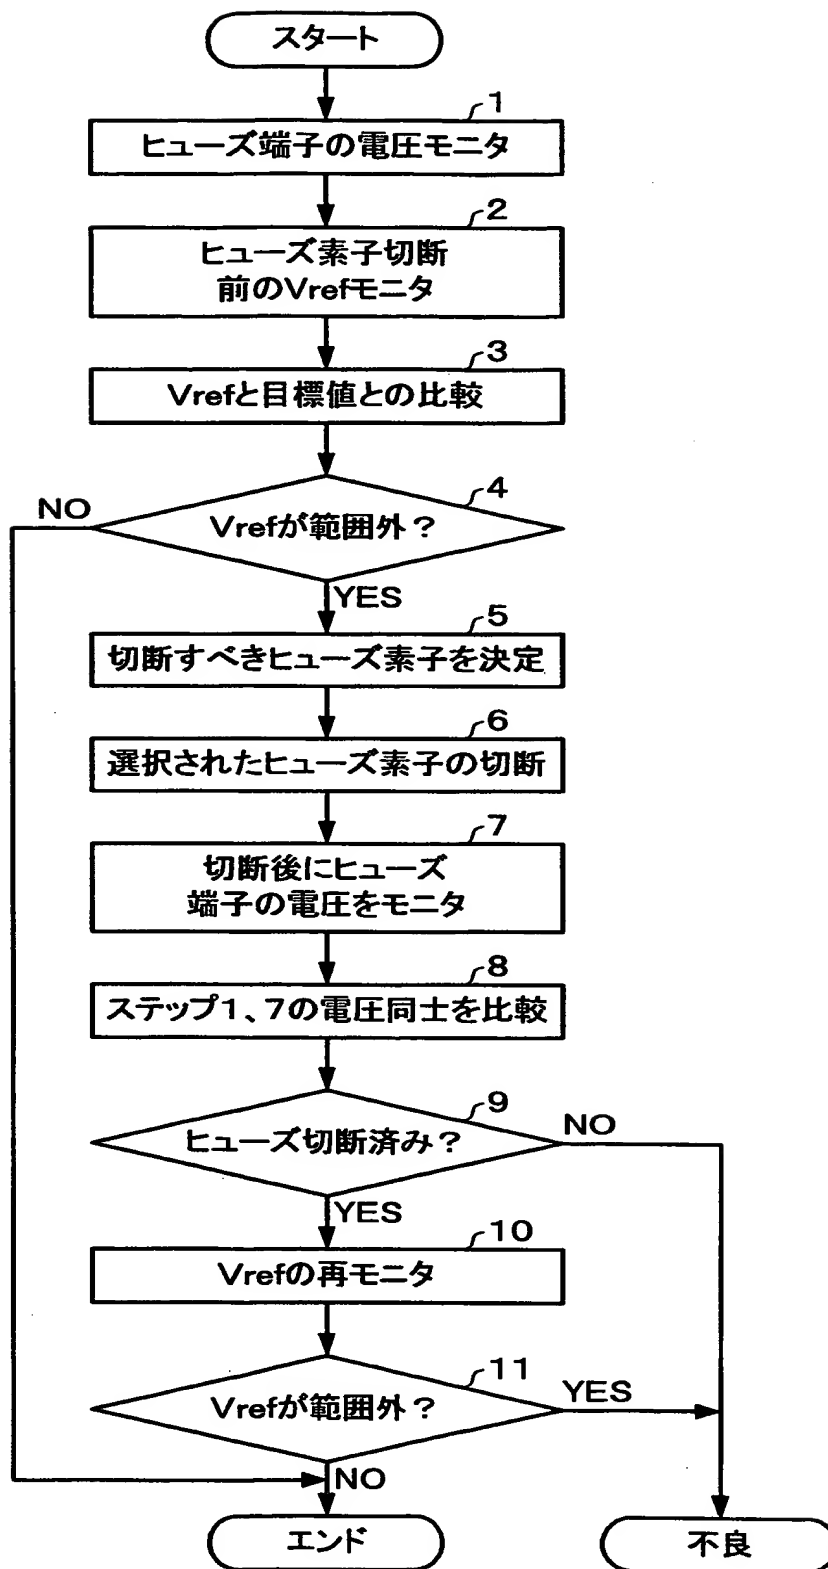 スタート
1
ヒューズ端子の電圧モニタ
2
ヒューズ素子切断
前のVrefモニタ
3
Vrefと目標値との比較
4
NO
Vrefが範囲外？
YES
5
切断すべきヒューズ素子を決定
6
選択されたヒューズ素子の切断
7
切断後にヒューズ
端子の電圧をモニタ
8
ステップ1、7の電圧同士を比較
9
NO
ヒューズ切断済み？
YES
10
Vrefの再モニタ
11
YES
Vrefが範囲外？
NO
エンド
不良